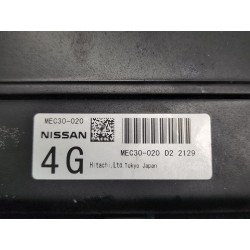 MEC30-020
NISSAN
4G
MEC30-020 D2 2129
Hitachi,Ltd.Tokyo Japan